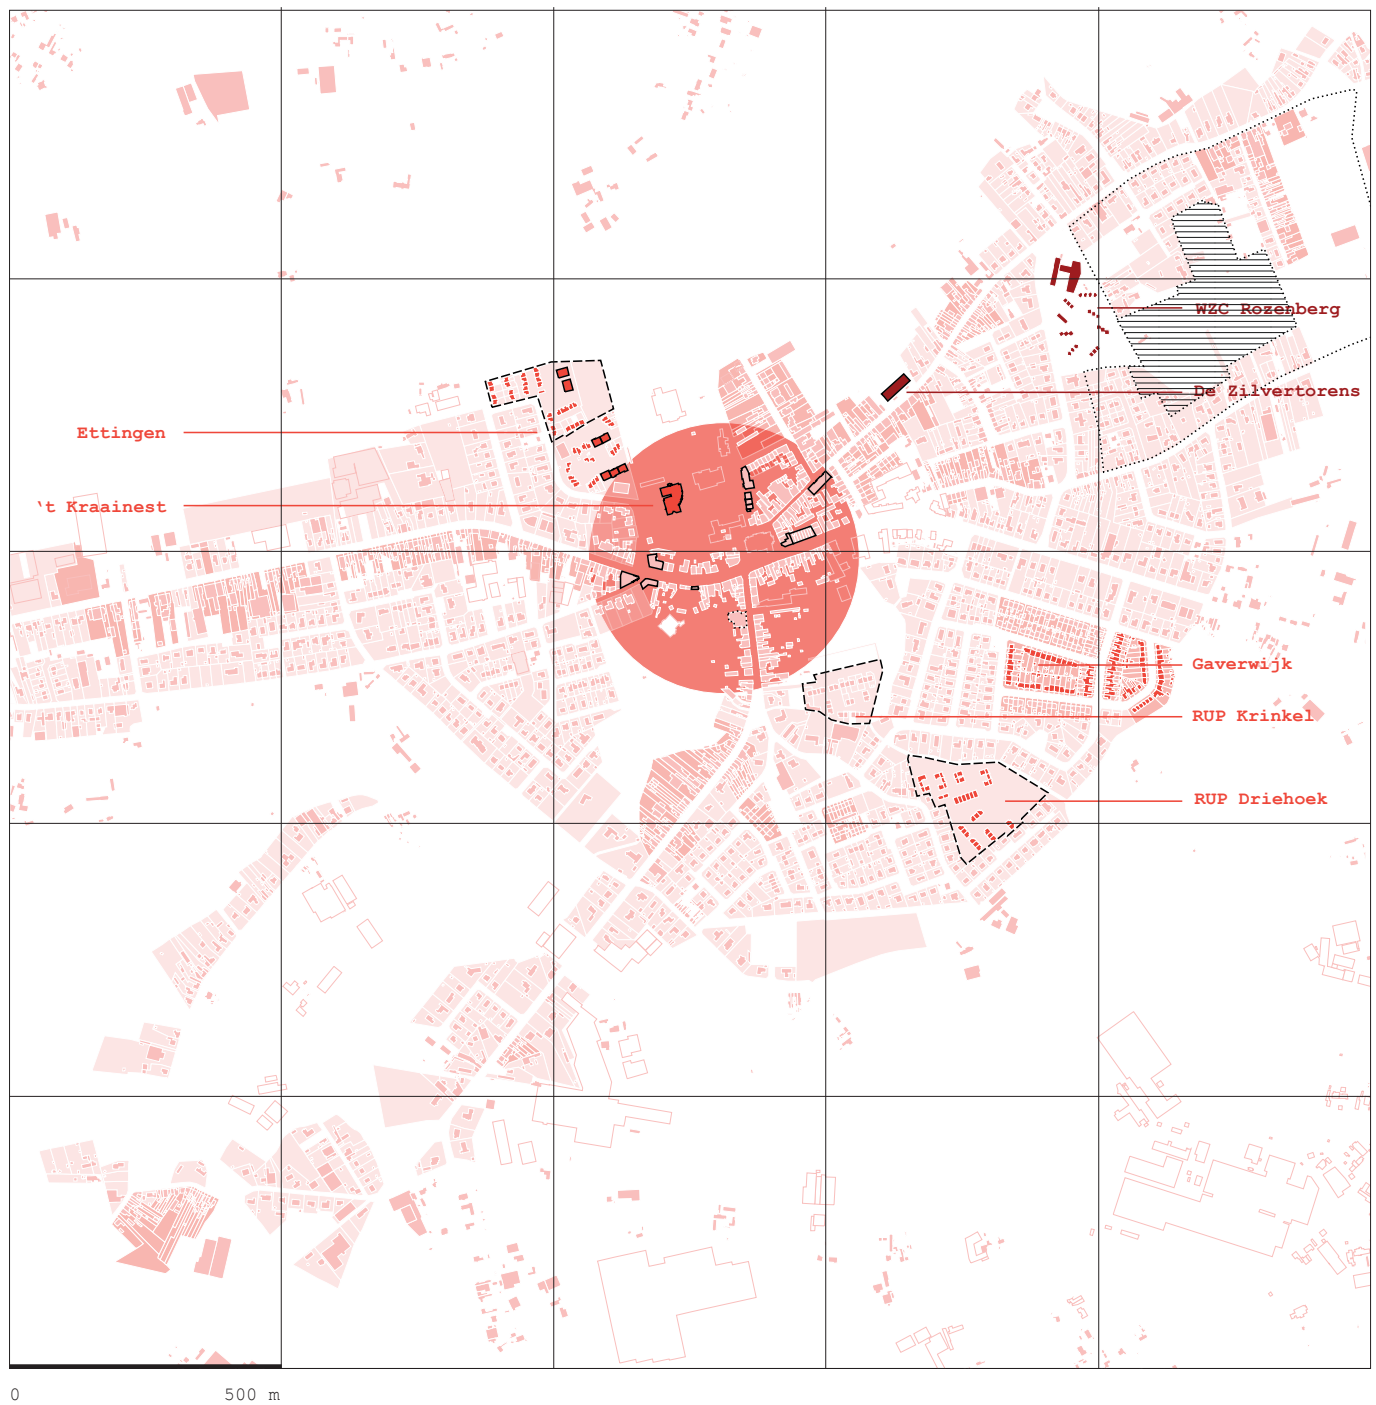 WZC Rozenberg
De Zilvertorens
Ettingen
't Kraainest
Gaverwijk
RUP Krinkel
RUP Driehoek
0 500 m